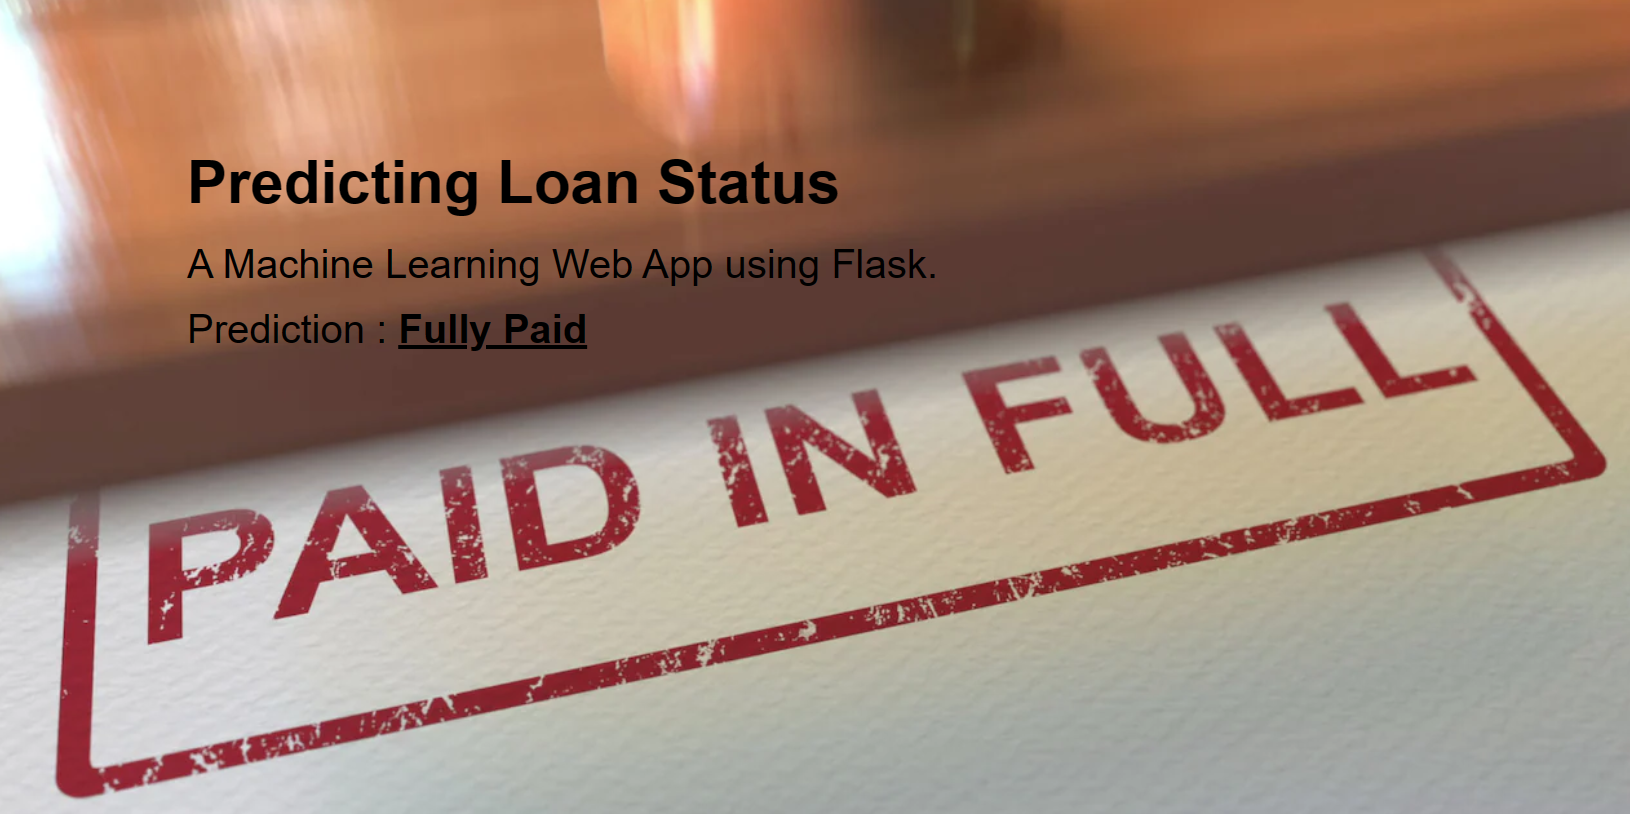 Predicting Loan Status
A Machine Learning Web App using Flask.
Prediction : Fully Paid
PAID IN FULL